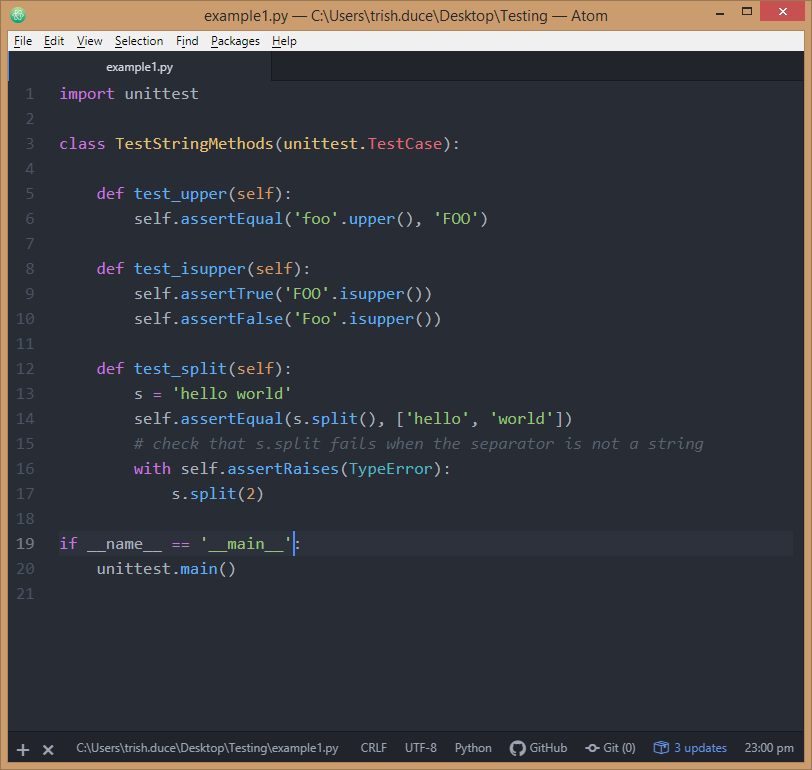 example1.py — C:\Users\trish.duce\Desktop\Testing — Atom
File Edit View Selection Find Packages Help
example1.py
1 import unittest
2
3 class TestStringMethods(unittest.TestCase):
4
5     def test_upper(self):
6         self.assertEqual('foo'.upper(), 'FOO')
7
8     def test_isupper(self):
9         self.assertTrue('FOO'.isupper())
10         self.assertFalse('Foo'.isupper())
11
12     def test_split(self):
13         s = 'hello world'
14         self.assertEqual(s.split(), ['hello', 'world'])
15         # check that s.split fails when the separator is not a string
16         with self.assertRaises(TypeError):
17             s.split(2)
18
19 if __name__ == '__main__':
20     unittest.main()
21
C:\Users\trish.duce\Desktop\Testing\example1.py CRLF UTF-8 Python GitHub Git (0) 3 updates 23:00 pm